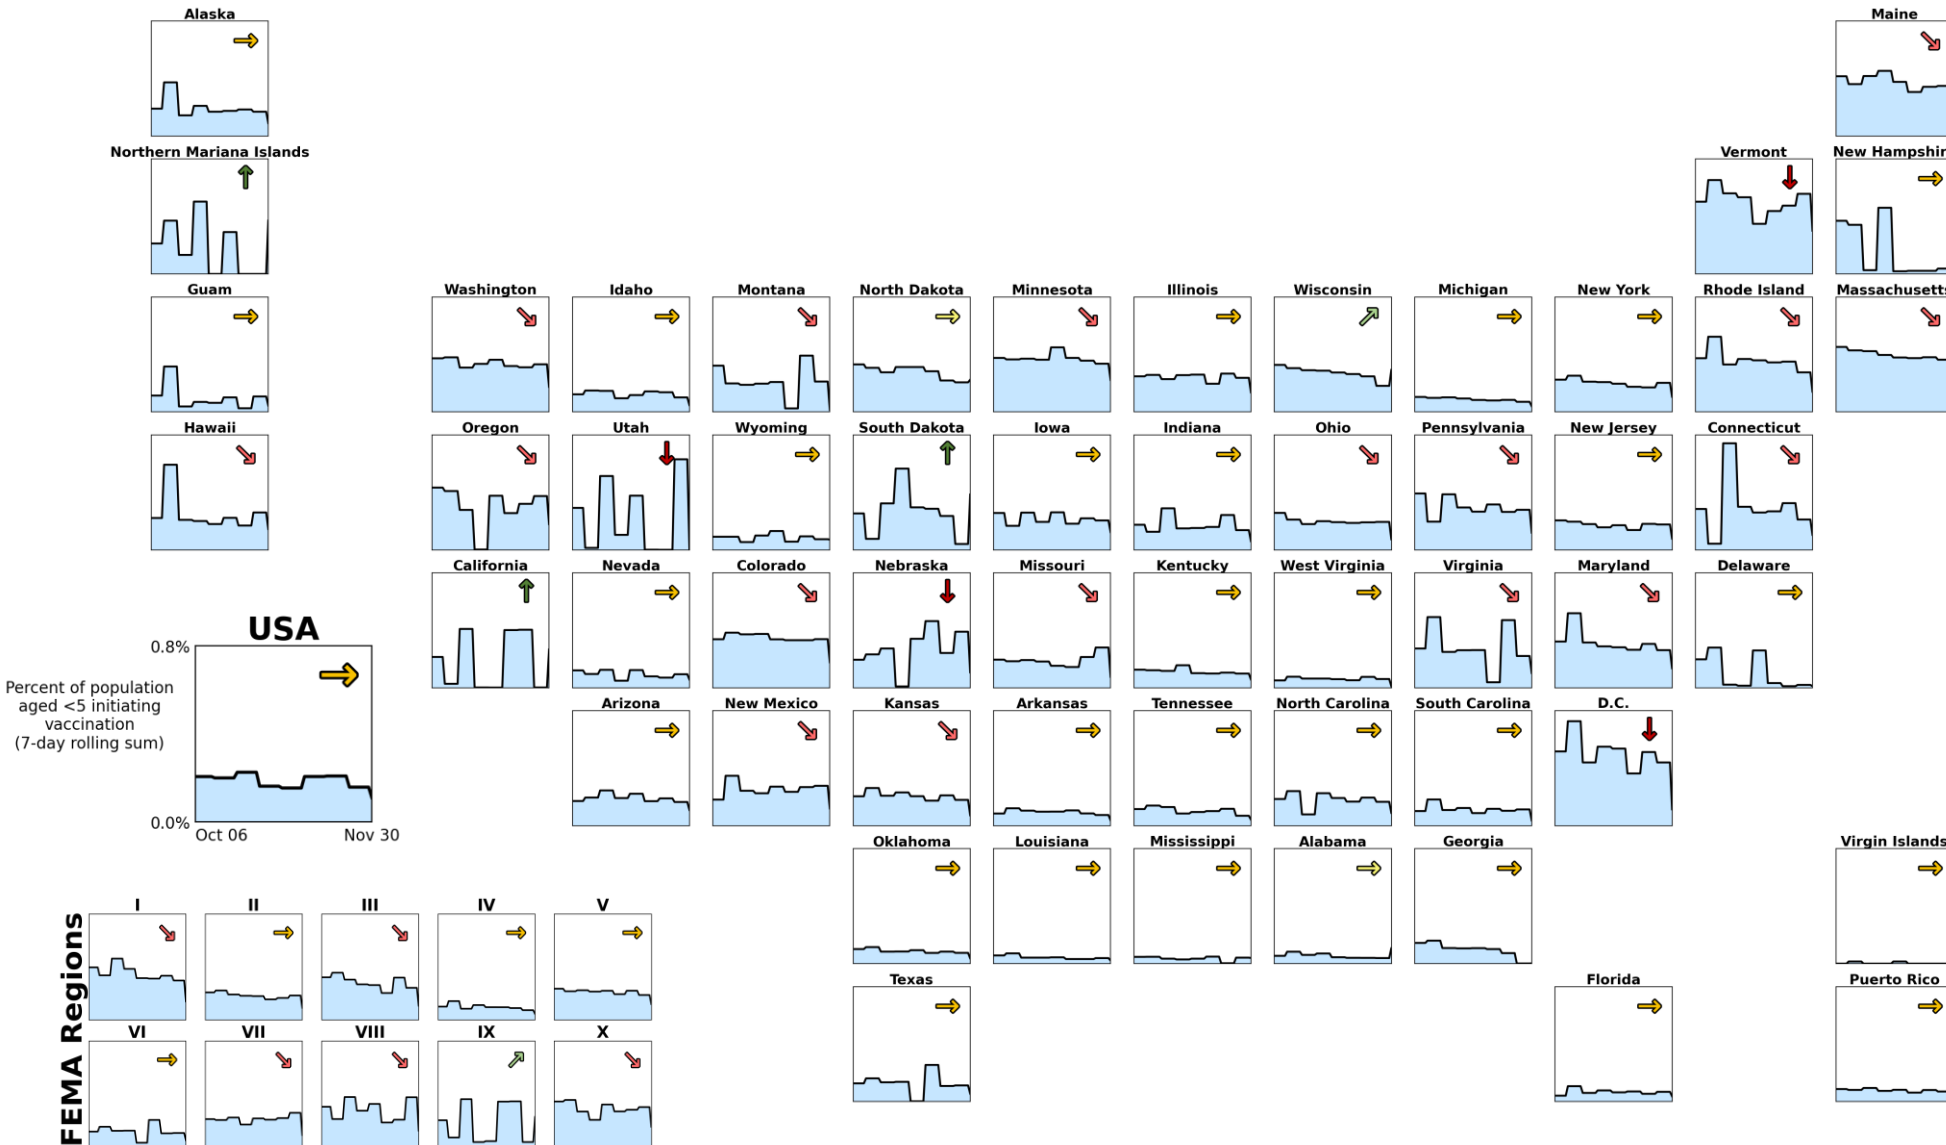 Alaska
Maine
Northern Mariana Islands
Vermont
New Hampshir
Guam
Washington
Idaho
Montana
North Dakota
Minnesota
Illinois
Wisconsin
Michigan
New York
Rhode Island
Massachusetts
Hawaii
Oregon
Utah
Wyoming
South Dakota
Iowa
Indiana
Ohio
Pennsylvania
New Jersey
Connecticut
California
Nevada
Colorado
Nebraska
Missouri
Kentucky
West Virginia
Virginia
Maryland
Delaware
USA
0.8%
Percent of population
aged <5 initiating
vaccination
(7-day rolling sum)
0.0%
Oct 06
Nov 30
Arizona
New Mexico
Kansas
Arkansas
Tennessee
North Carolina
South Carolina
D.C.
Oklahoma
Louisiana
Mississippi
Alabama
Georgia
Virgin Islands
Texas
Florida
Puerto Rico
FEMA Regions
I
II
III
IV
V
VI
VII
VIII
IX
X